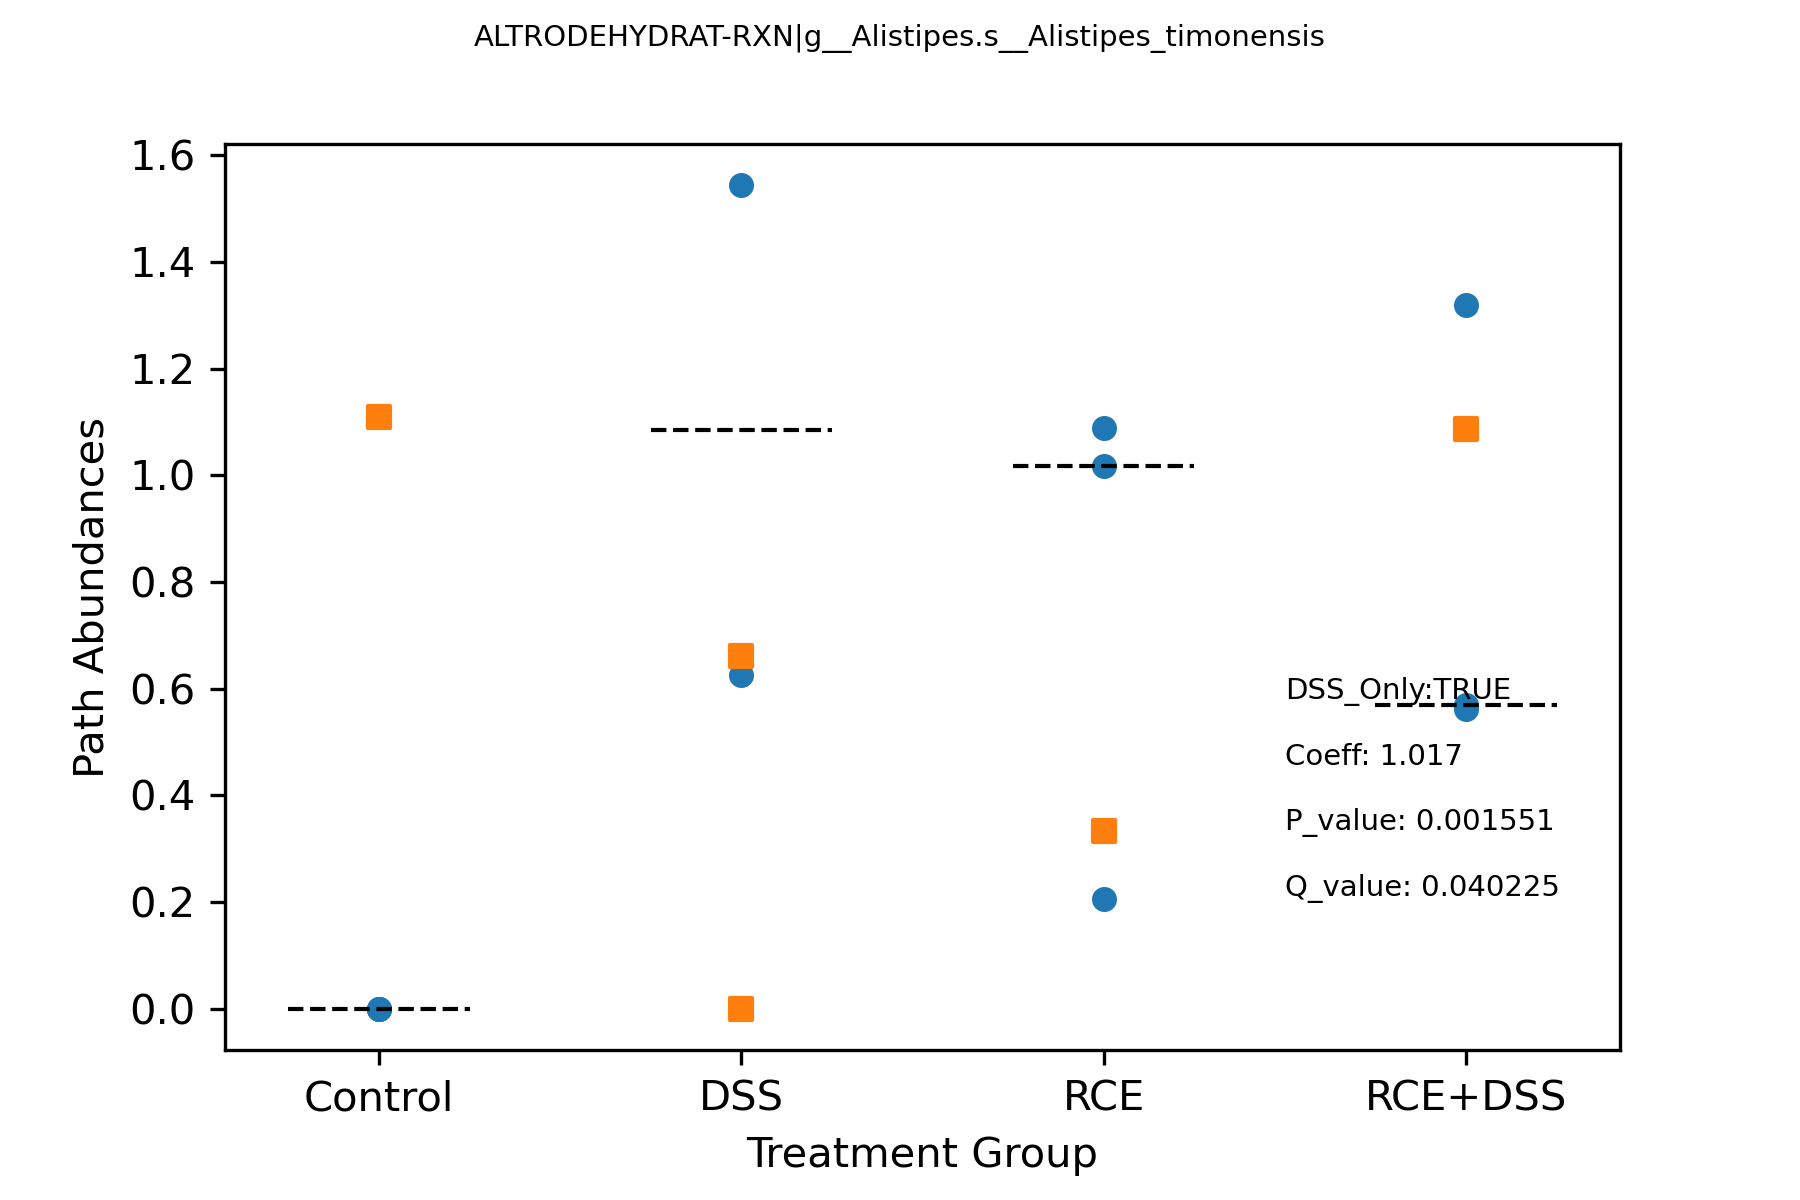 ALTRODEHYDRAT-RXN|g__Alistipes.s__Alistipes_timonensis
1.6
1.4
1.2
1.0
0.8
0.6
0.4
0.2
0.0
Path Abundances
DSS_Only:TRUE
Coeff: 1.017
P_value: 0.001551
Q_value: 0.040225
Control DSS RCE RCE+DSS
Treatment Group